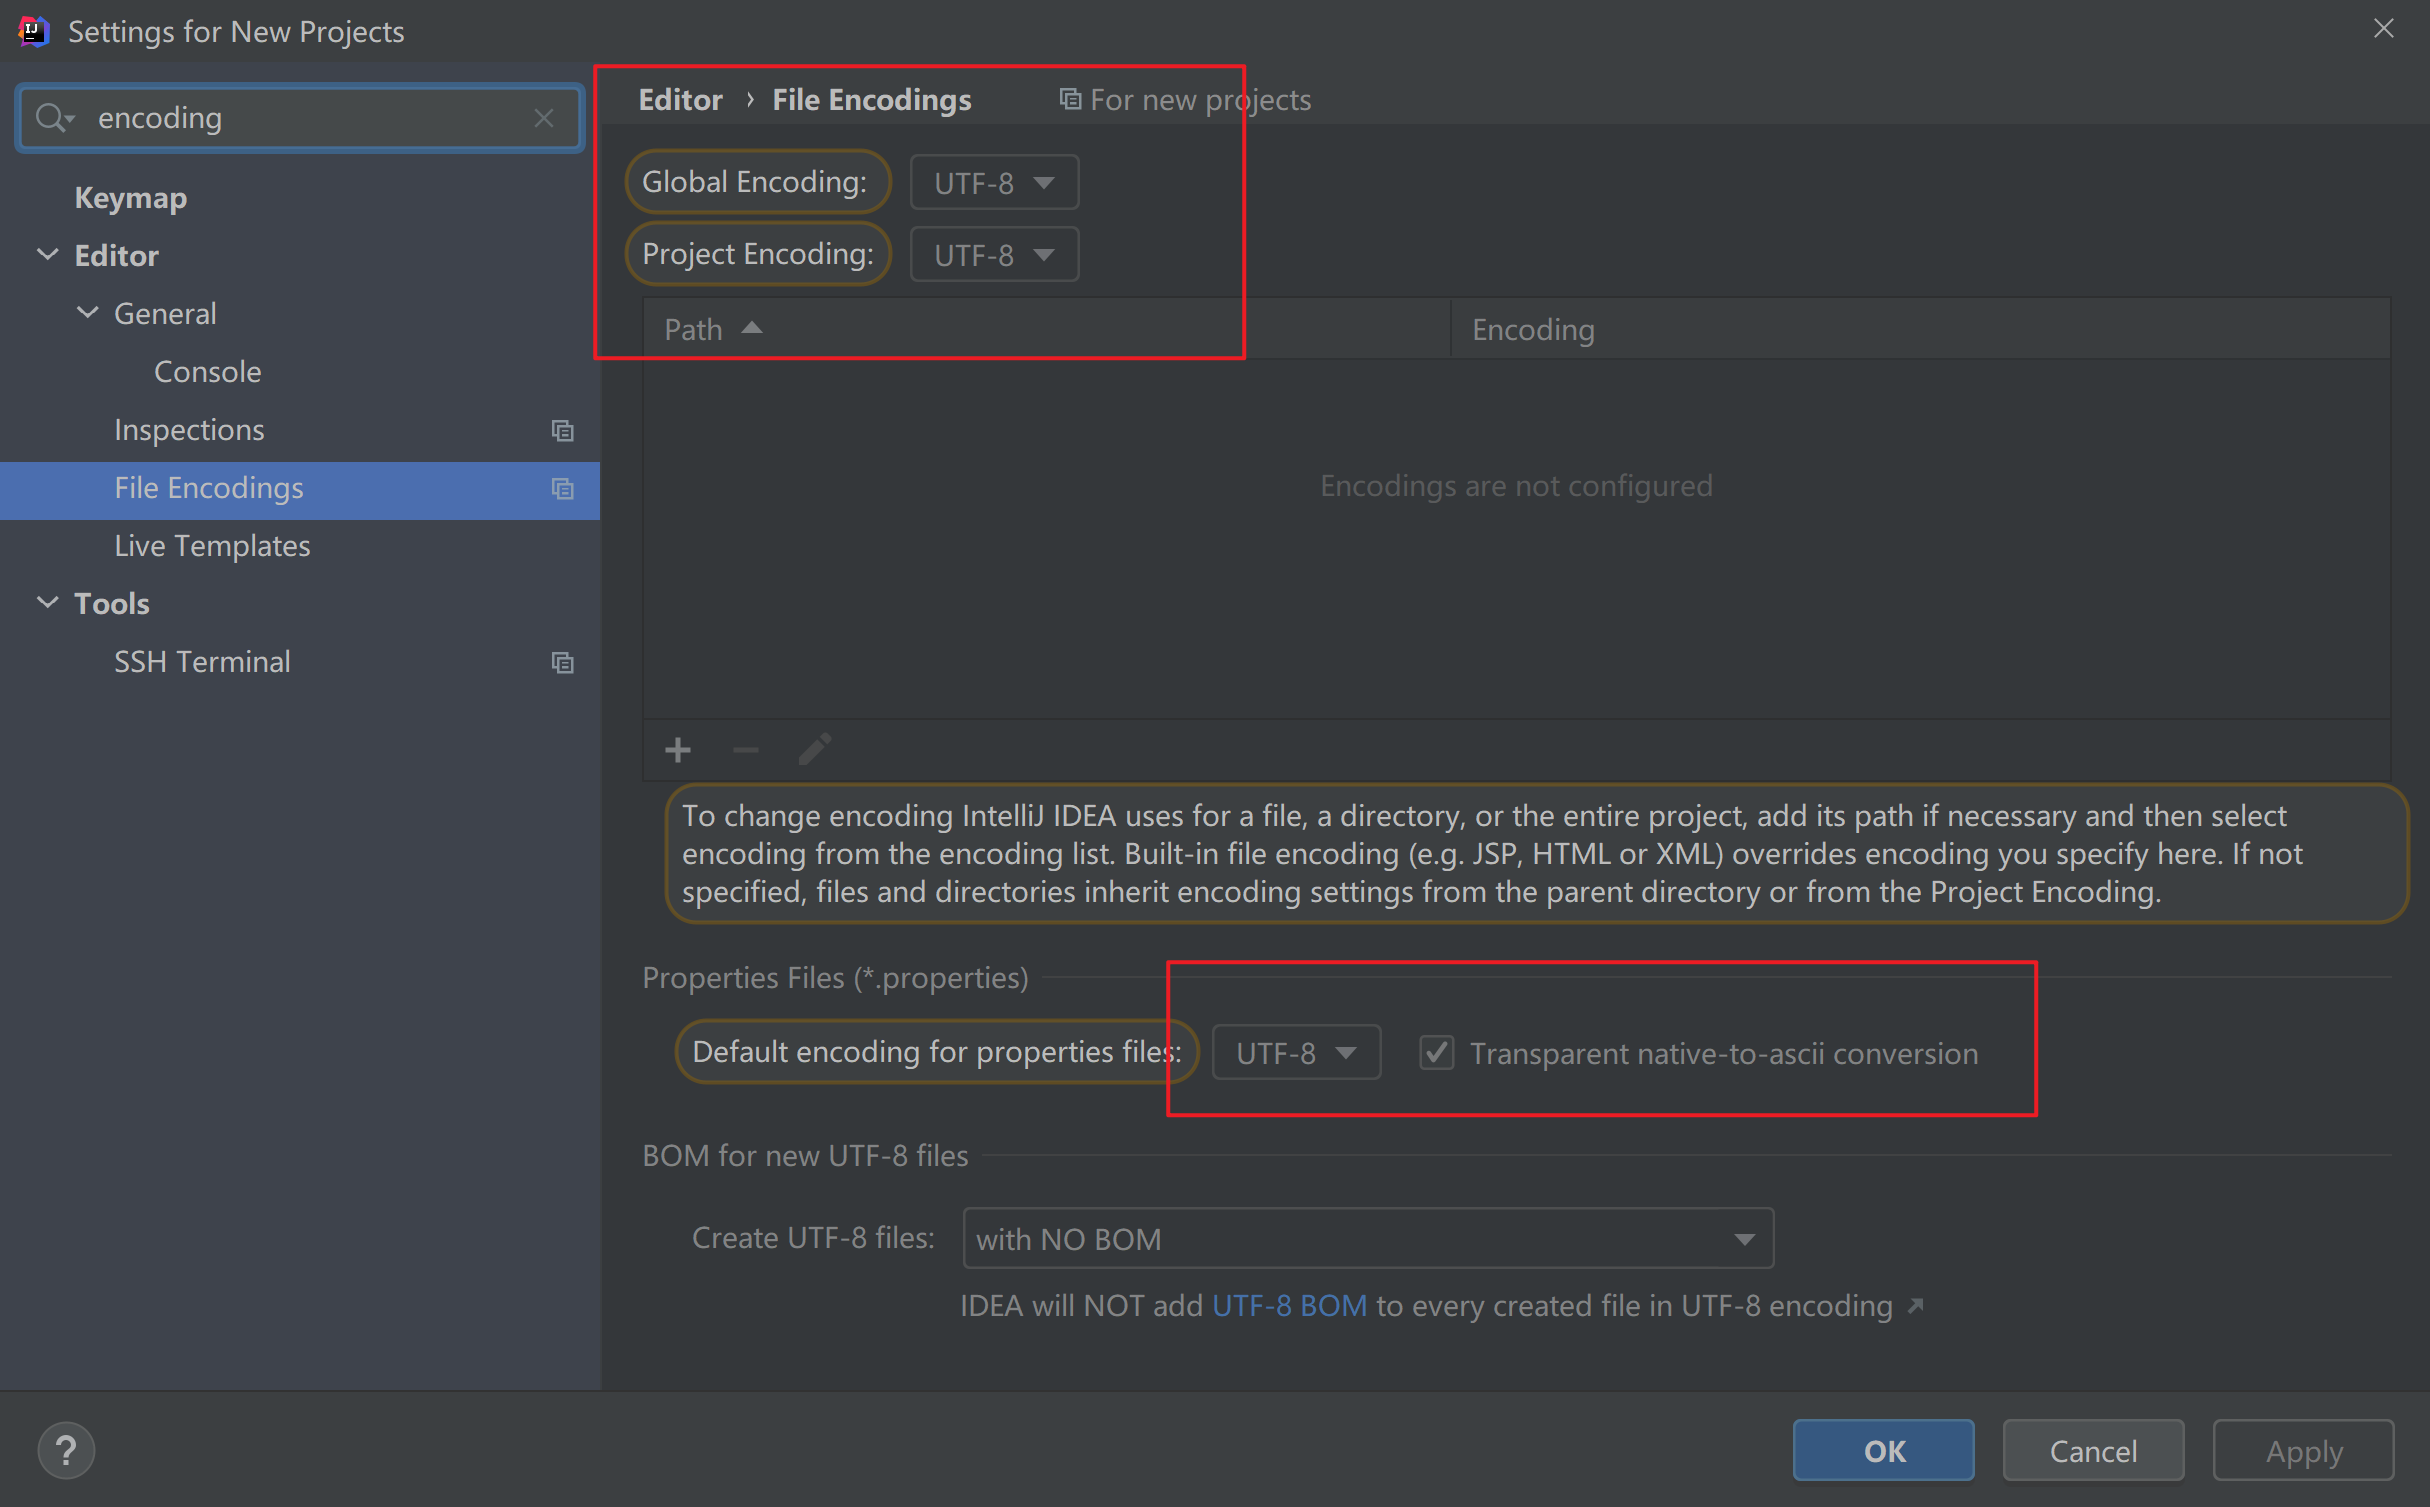 Settings for New Projects
encoding
Keymap
Editor
General
Console
Inspections
File Encodings
Live Templates
Tools
SSH Terminal
Editor › File Encodings For new projects
Global Encoding: UTF-8
Project Encoding: UTF-8
Path Encoding
Encodings are not configured
To change encoding IntelliJ IDEA uses for a file, a directory, or the entire project, add its path if necessary and then select
encoding from the encoding list. Built-in file encoding (e.g. JSP, HTML or XML) overrides encoding you specify here. If not
specified, files and directories inherit encoding settings from the parent directory or from the Project Encoding.
Properties Files (*.properties)
Default encoding for properties files: UTF-8 Transparent native-to-ascii conversion
BOM for new UTF-8 files
Create UTF-8 files: with NO BOM
IDEA will NOT add UTF-8 BOM to every created file in UTF-8 encoding
? OK Cancel Apply